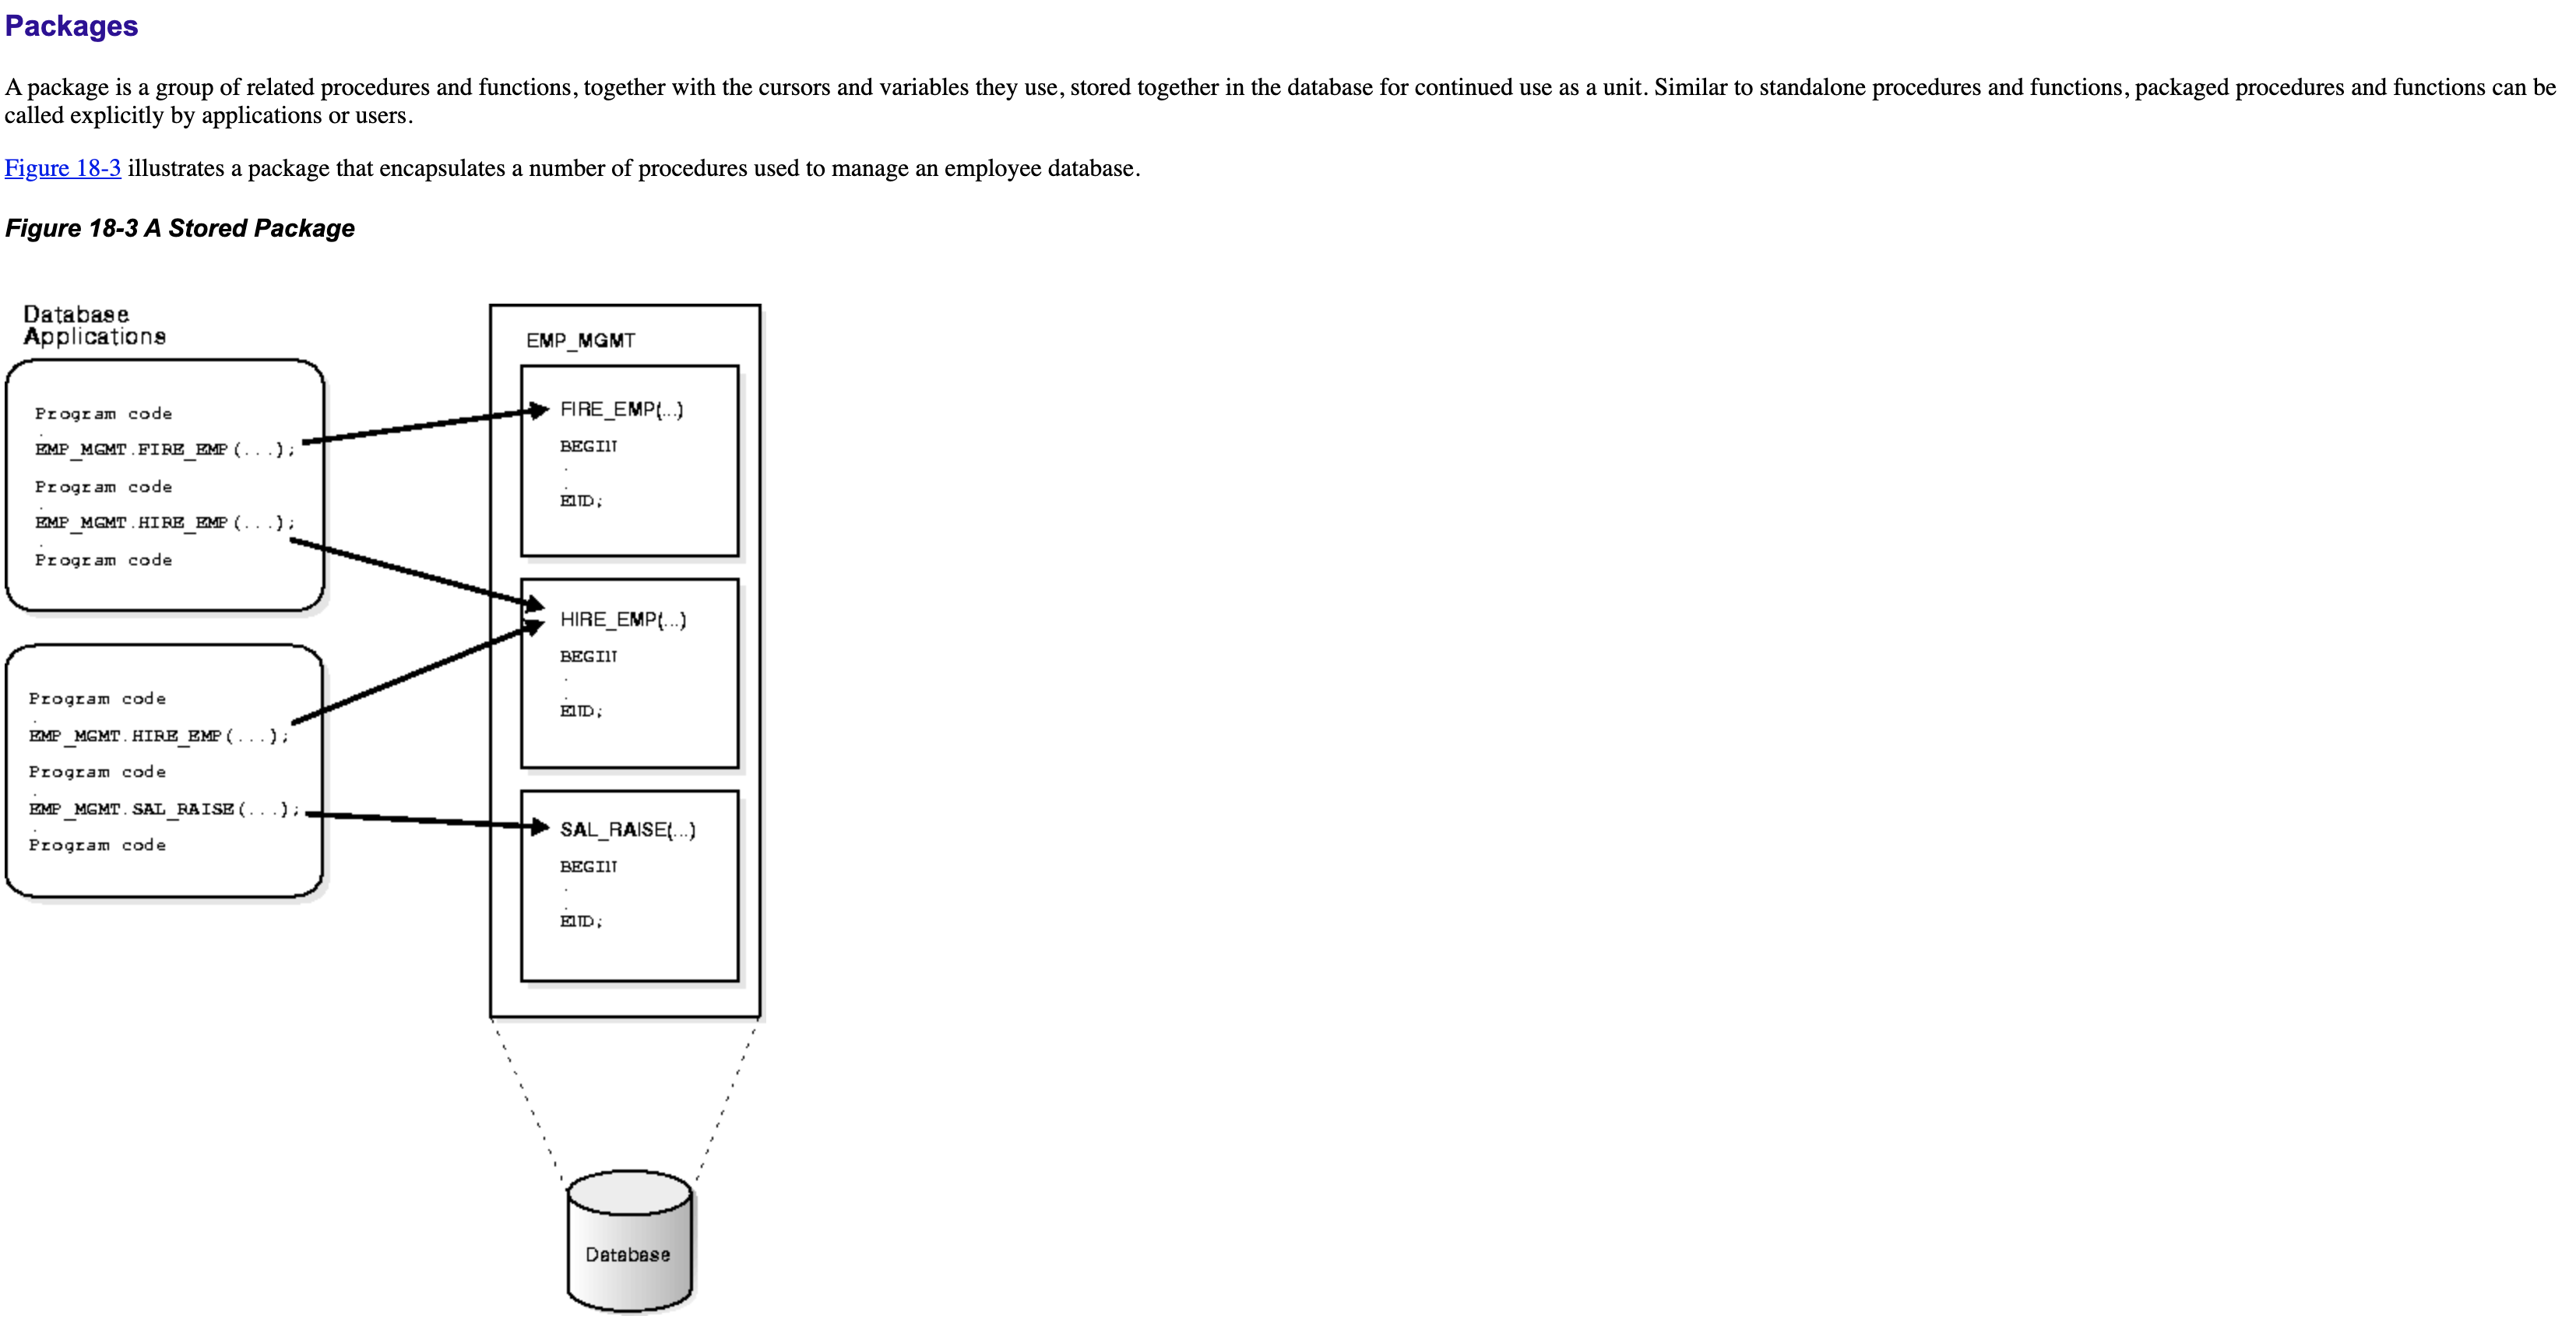 Packages
A package is a group of related procedures and functions, together with the cursors and variables they use, stored together in the database for continued use as a unit. Similar to standalone procedures and functions, packaged procedures and functions can be
called explicitly by applications or users.
Figure 18-3 illustrates a package that encapsulates a number of procedures used to manage an employee database.
Figure 18-3 A Stored Package
Database
Applications
Program code
.
EMP_MGMT.FIRE_EMP(...);
Program code
.
EMP_MGMT.HIRE_EMP(...);
.
Program code
Program code
.
EMP_MGMT.HIRE_EMP(...);
Program code
.
EMP_MGMT.SAL_RAISE(...);
.
Program code
EMP_MGMT
FIRE_EMP(...)
BEGIN
.
.
END;
HIRE_EMP(...)
BEGIN
.
.
END;
SAL_RAISE(...)
BEGIN
.
.
END;
Database